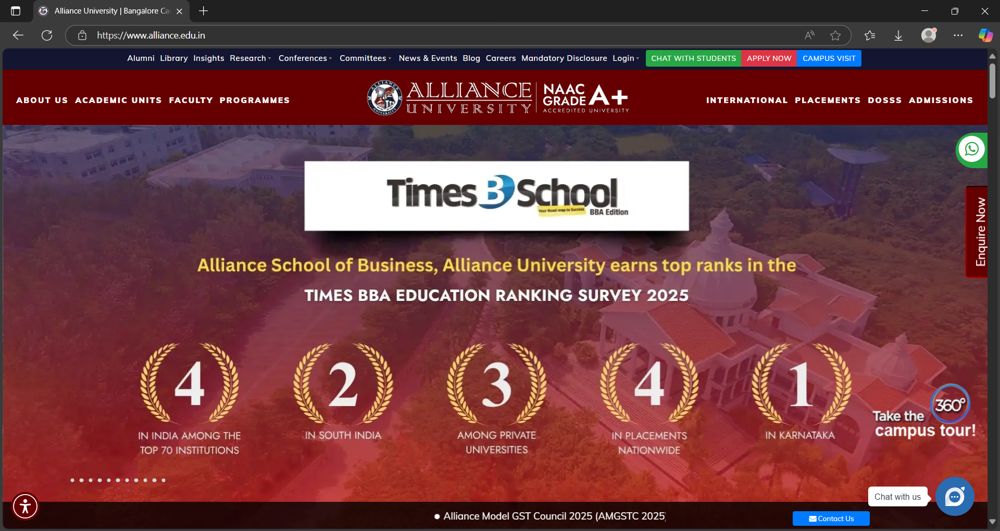 Alliance University | Bangalore Ca
https://www.alliance.edu.in
Alumni Library Insights Research Conferences Committees News & Events Blog Careers Mandatory Disclosure Login CHAT WITH STUDENTS APPLY NOW CAMPUS VISIT
ABOUT US ACADEMIC UNITS FACULTY PROGRAMMES
ALLIANCE
UNIVERSITY
NAAC
GRADE A+
ACCREDITED UNIVERSITY
INTERNATIONAL PLACEMENTS DOSSS ADMISSIONS
Times B School
Your Road-map to Success BBA Edition
Enquire Now
Alliance School of Business, Alliance University earns top ranks in the
TIMES BBA EDUCATION RANKING SURVEY 2025
4 2 3 4 1
IN INDIA AMONG THE
TOP 70 INSTITUTIONS
IN SOUTH INDIA
AMONG PRIVATE
UNIVERSITIES
IN PLACEMENTS
NATIONWIDE
IN KARNATAKA
360°
Take the
campus tour!
Chat with us
Alliance Model GST Council 2025 (AMGSTC 2025)
Contact Us